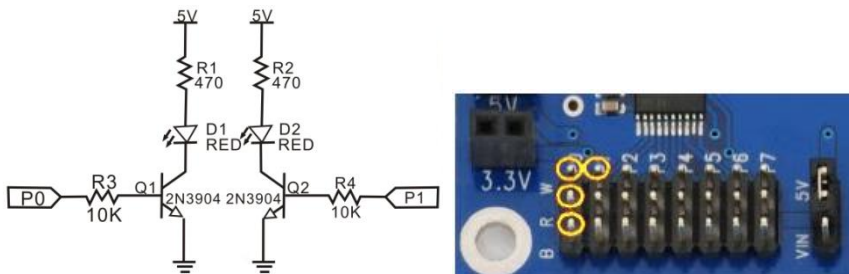 5V 5V
R1 470
R2 470
D1 RED
D2 RED
R3 10K
Q1 2N3904
2N3904 Q2
R4 10K
P0
P1
5V
3.3V
P2 P3 P4 P5 P6 P7
W
R
B
5V
VIN